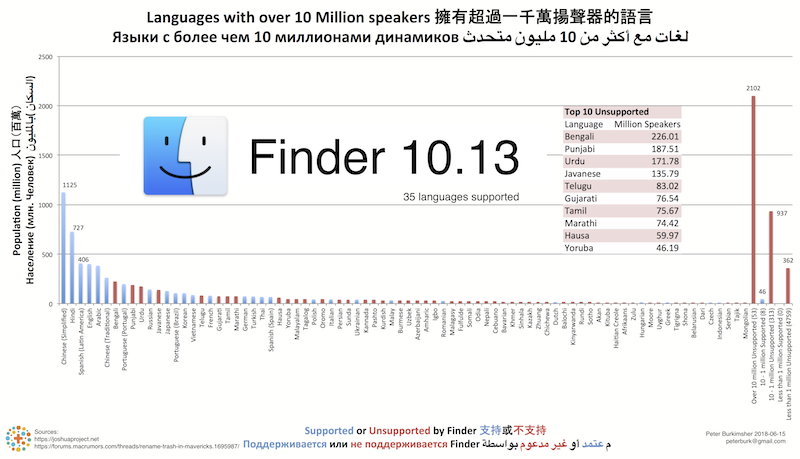 Languages with over 10 Million speakers 擁有超過一千萬揚聲器的語言
Языки с более чем 10 миллионами динамиков لغات مع أكثر من 10 مليون متحدث
Population (million) 人口 (百萬)
Население (млн. Человек) (السكان (بالمليون
2500
2000
1500
1000
500
0
1125
727
406
2102
46
937
362
Finder 10.13
35 languages supported
Top 10 Unsupported
Language Million Speakers
Bengali 226.01
Punjabi 187.51
Urdu 171.78
Javanese 135.79
Telugu 83.02
Gujarati 76.54
Tamil 75.67
Marathi 74.42
Hausa 59.97
Yoruba 46.19
Chinese (Simplified)
Hindi
Spanish (Latin America)
English
Arabic
Chinese (Traditional)
Bengali
Portuguese (Portugal)
Punjabi
Urdu
Russian
Javanese
Japanese
Portuguese (Brazil)
Korean
Vietnamese
Telugu
French
Gujarati
Tamil
Marathi
German
Turkish
Thai
Spanish (Spain)
Hausa
Yoruba
Malayalam
Tagalog
Polish
Oromo
Italian
Persian
Sunda
Ukrainian
Kannada
Pashto
Kurdish
Malay
Burmese
Uzbek
Azerbaijani
Amharic
Igbo
Romanian
Malagasy
Fulfulde
Somali
Odia
Nepali
Cebuano
Berber
Khmer
Sinhala
Kazakh
Zhuang
Chichewa
Dutch
Balochi
Kinyarwanda
Kirundi
Sotho
Akan
Kituba
Haitian Creole
Afrikaans
Zulu
Hungarian
Moore
Uyghur
Greek
Tigrigna
Shona
Belarusian
Dari
Czech
Indonesian
Serbian
Tajik
Mongolian
Over 10 million Unsupported (53)
10 - 1 million Supported (8)
10 - 1 million Unsupported (313)
Less than 1 million Supported (0)
Less than 1 million Unsupported (4759)
Sources:
https://joshuaproject.net
https://forums.macrumors.com/threads/rename-trash-in-mavericks.1695987/
Supported or Unsupported by Finder 支持或不支持
Поддерживается или не поддерживается Finder م عتمد أو غير مدعوم بواسطة
Peter Burkimsher 2018-06-15
peterburk@gmail.com